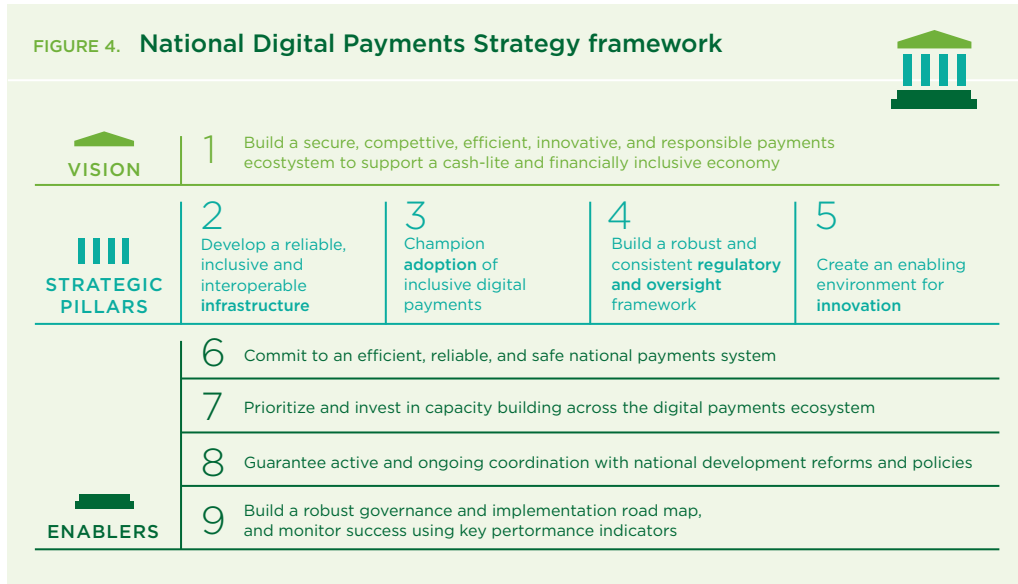 FIGURE 4. National Digital Payments Strategy framework
VISION
1
Build a secure, compettive, efficient, innovative, and responsible payments
ecostystem to support a cash-lite and financially inclusive economy
STRATEGIC
PILLARS
2
Develop a reliable,
inclusive and
interoperable
infrastructure
3
Champion
adoption of
inclusive digital
payments
4
Build a robust and
consistent regulatory
and oversight
framework
5
Create an enabling
environment for
innovation
ENABLERS
6 Commit to an efficient, reliable, and safe national payments system
7 Prioritize and invest in capacity building across the digital payments ecosystem
8 Guarantee active and ongoing coordination with national development reforms and policies
9
Build a robust governance and implementation road map,
and monitor success using key performance indicators